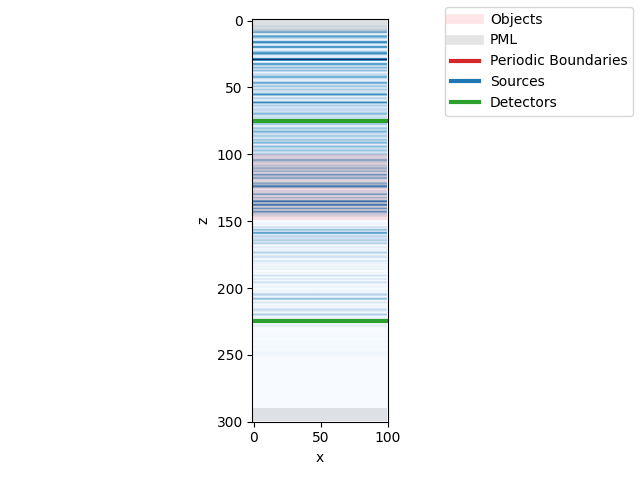 Objects
PML
Periodic Boundaries
Sources
Detectors
0
50
100
150
200
250
300
z
0
50
100
x